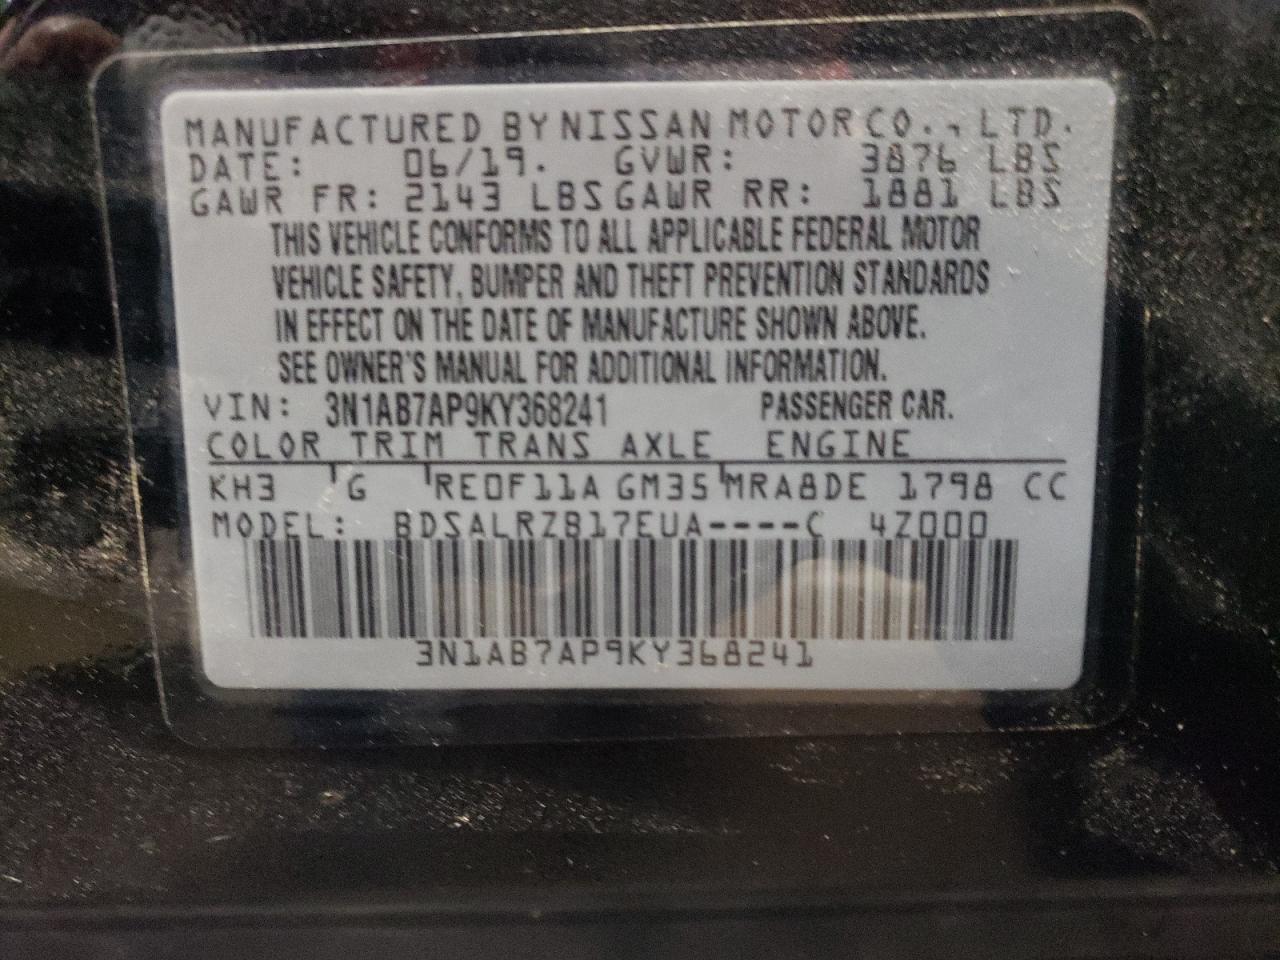 MANUFACTURED BY NISSAN MOTOR CO., LTD.
DATE: 06/19. GVWR: 3876 LBS
GAWR FR: 2143 LBS GAWR RR: 1881 LBS
THIS VEHICLE CONFORMS TO ALL APPLICABLE FEDERAL MOTOR
VEHICLE SAFETY, BUMPER AND THEFT PREVENTION STANDARDS
IN EFFECT ON THE DATE OF MANUFACTURE SHOWN ABOVE.
SEE OWNER'S MANUAL FOR ADDITIONAL INFORMATION.
VIN: 3N1AB7AP9KY368241 PASSENGER CAR.
COLOR TRIM TRANS AXLE ENGINE
KH3 G RE0F11A GM35 MRA8DE 1798 CC
MODEL: BDSALRZB17EUA----C 4Z000
3N1AB7AP9KY368241